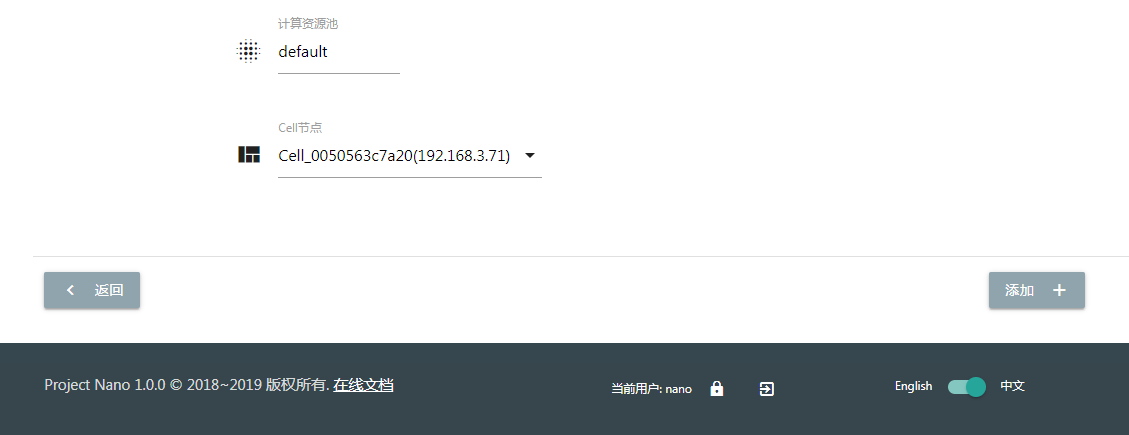 计算资源池
default
Cell节点
Cell_0050563c7a20(192.168.3.71)
返回
添加
Project Nano 1.0.0 © 2018~2019 版权所有. 在线文档
当前用户: nano
English
中文